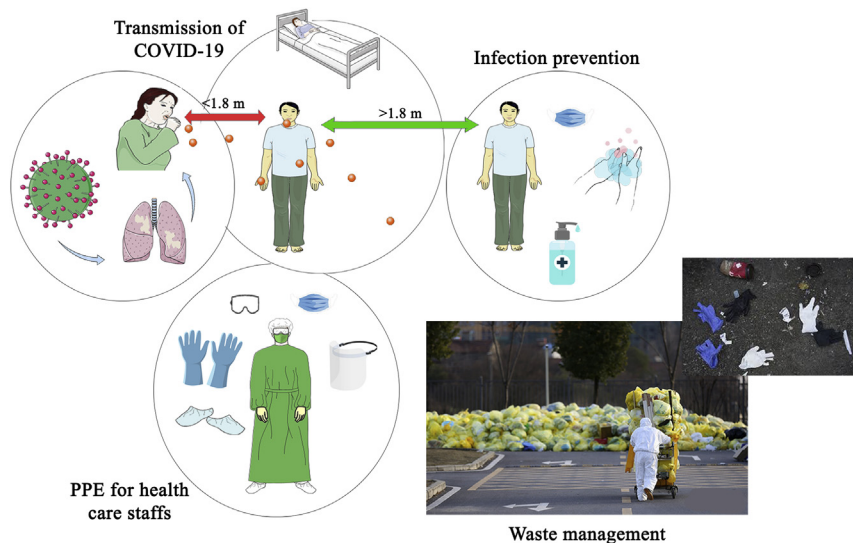 Transmission of
COVID-19
Infection prevention
<1.8 m
>1.8 m
PPE for health
care staffs
Waste management